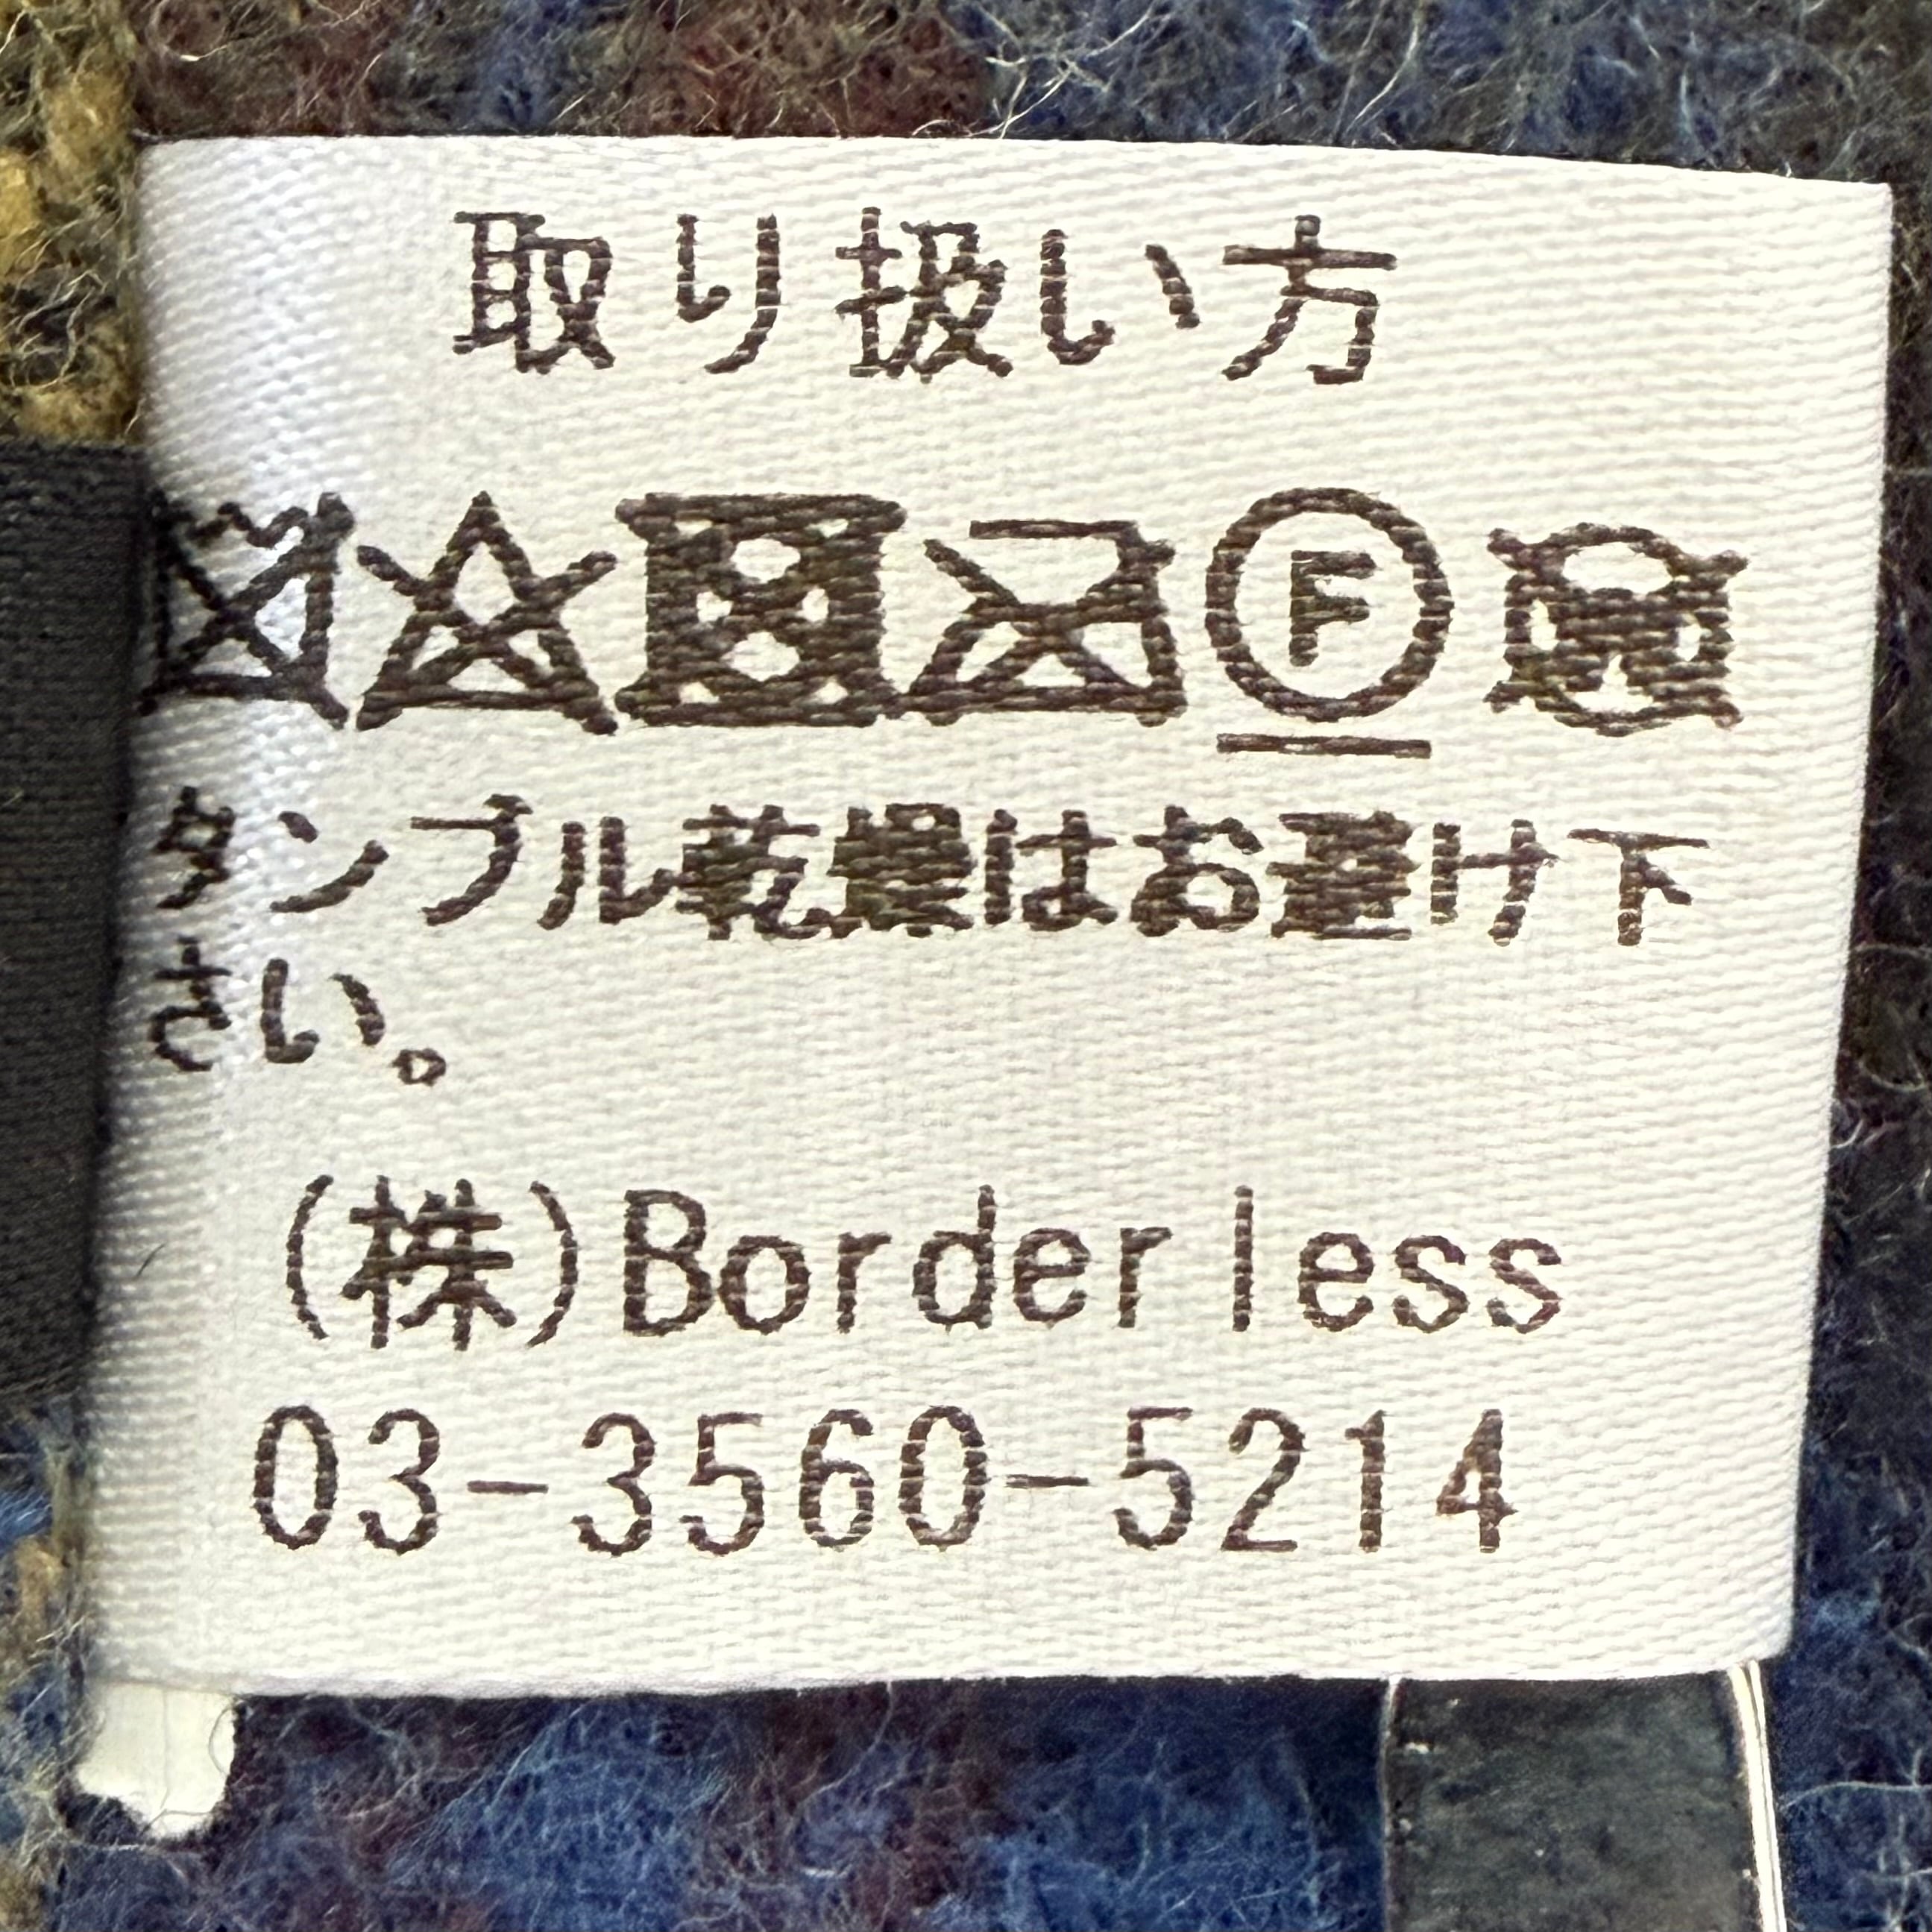 取り扱い方
F
タンブル乾燥はお避け下
さい。
(株)Borderless
03-3560-5214